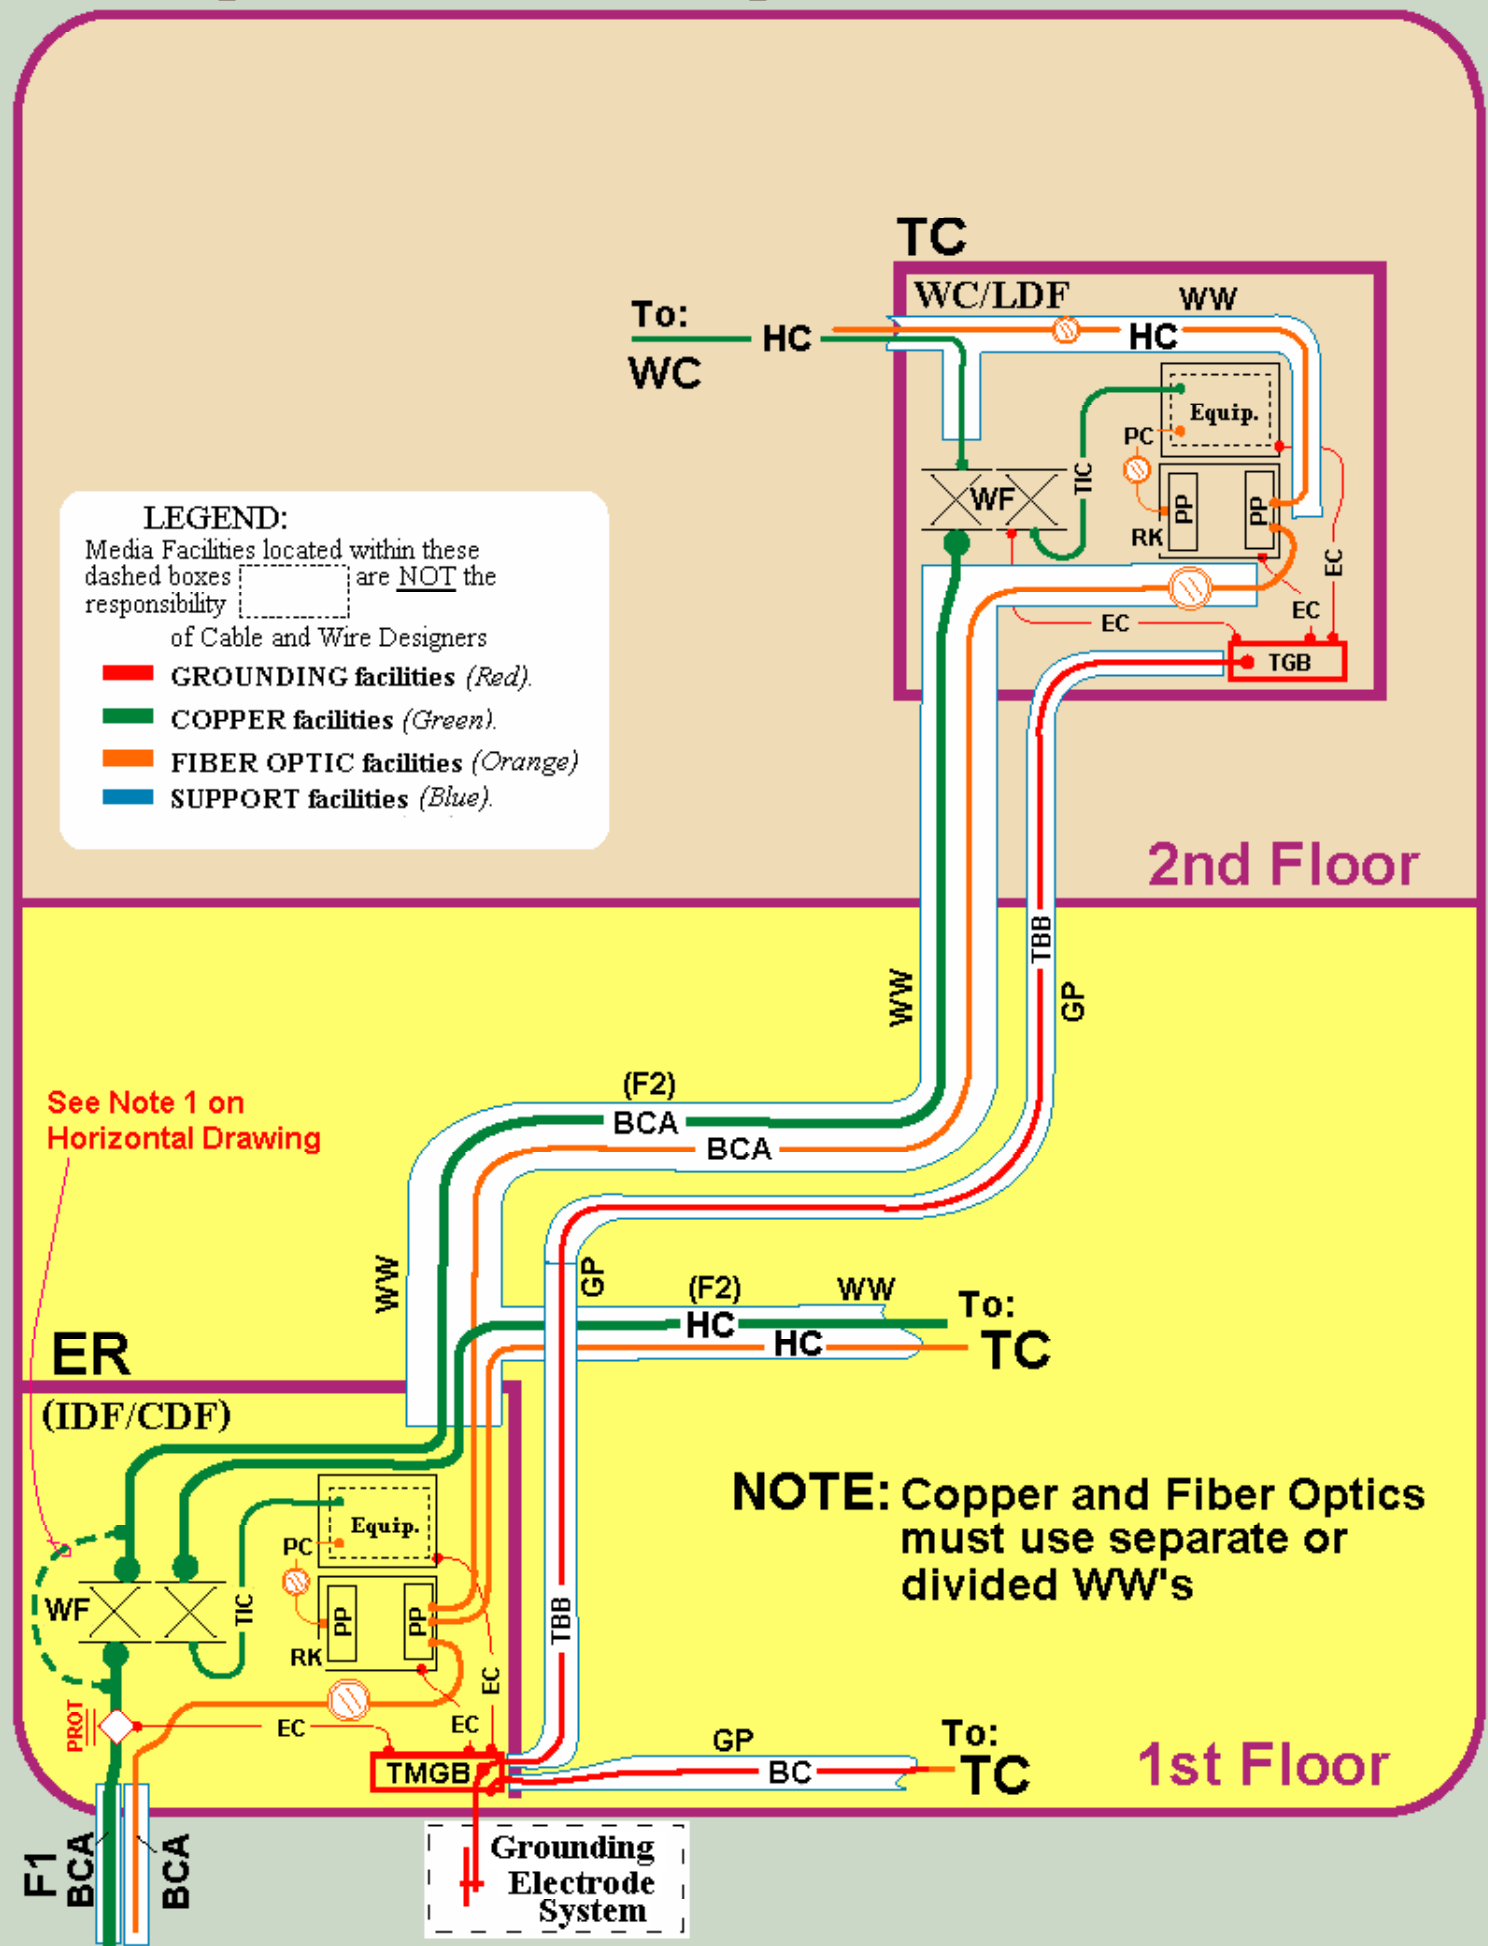 TC
WC/LDF
WW
To:
HC
HC
WC
Equip.
PC
TIC
WF
PP
PP
RK
EC
EC
EC
TGB
LEGEND:
Media Facilities located within these
dashed boxes are NOT the
responsibility
of Cable and Wire Designers
GROUNDING facilities (Red).
COPPER facilities (Green).
FIBER OPTIC facilities (Orange)
SUPPORT facilities (Blue).
2nd Floor
TBB
WW
GP
(F2)
BCA
BCA
See Note 1 on
Horizontal Drawing
WW
GP
(F2)
WW
To:
HC
HC
TC
ER
(IDF/CDF)
NOTE: Copper and Fiber Optics
must use separate or
divided WW's
Equip.
PC
WF
TIC
PP
PP
TBB
RK
EC
PROT
EC
EC
GP
To:
TMGB
BC
TC
1st Floor
F1
BCA
BCA
Grounding
Electrode
System